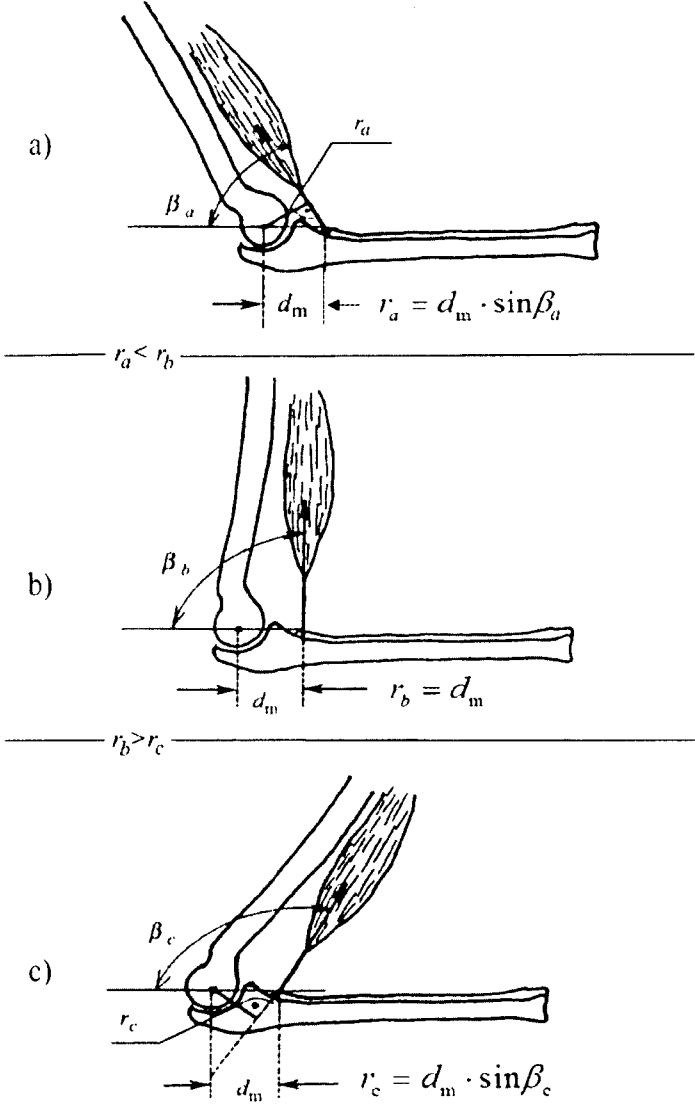 r_a
a)
β_a
d_m r_a = d_m · sinβ_a
r_a < r_b
β_b
b)
d_m r_b = d_m
r_b > r_c
β_c
c)
r_c
d_m r_c = d_m · sinβ_c